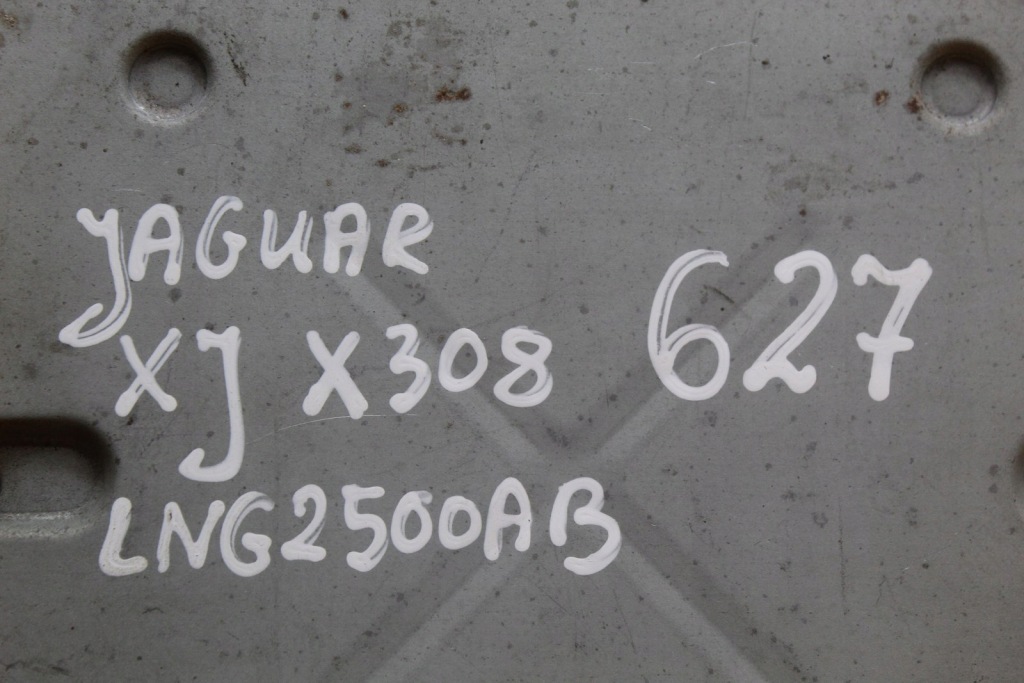 JAGUAR
XJ X308
LNG2500AB
627